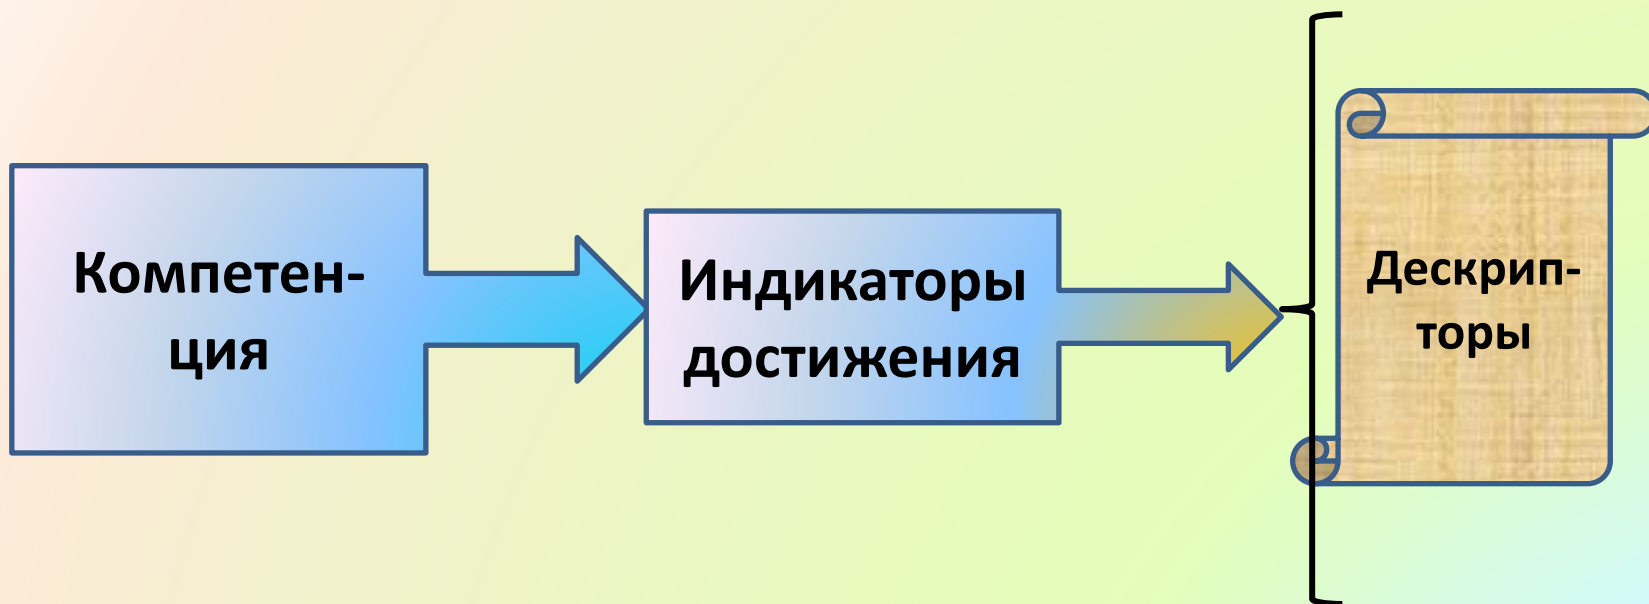 Компетен-
ция
Индикаторы
достижения
Дескрип-
торы